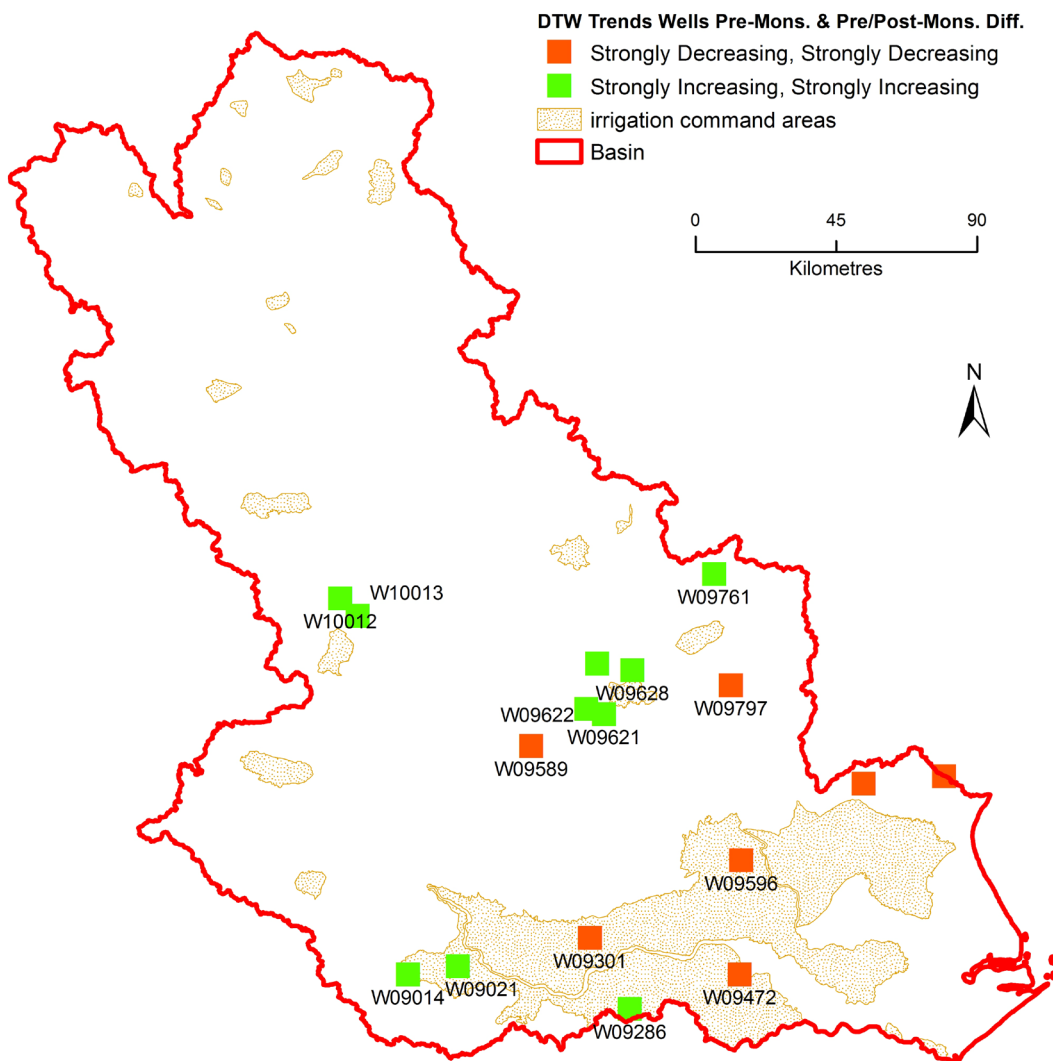 DTW Trends Wells Pre-Mons. & Pre/Post-Mons. Diff.
Strongly Decreasing, Strongly Decreasing
Strongly Increasing, Strongly Increasing
irrigation command areas
Basin
0 45 90
Kilometres
N
W10013
W10012
W09761
W09628
W09797
W09622
W09621
W09589
W09596
W09301
W09014
W09021
W09472
W09286